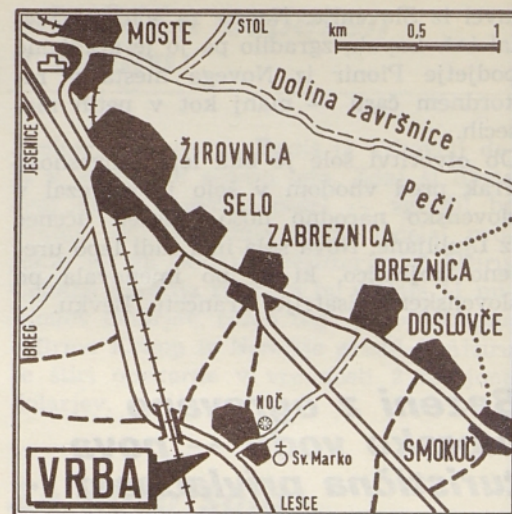 MOSTE
STOL
km 0,5 1
Dolina Završnice
JESENICE
ŽIROVNICA
Peči
SELO
ZABREZNICA
BREZNICA
DOSLOVČE
BREG
NOČ
ŠMOKUČ
VRBA
Sv. Marko
LESCE